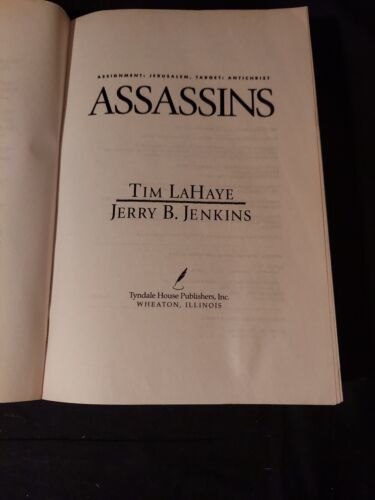 ASSIGNMENT: JERUSALEM, TARGET: ANTICHRIST
ASSASSINS
TIM LAHAYE
JERRY B. JENKINS
Tyndale House Publishers, Inc.
WHEATON, ILLINOIS